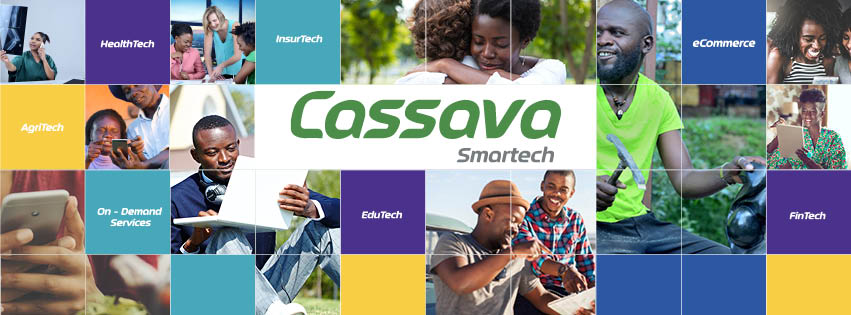 HealthTech
InsurTech
eCommerce
AgriTech
Cassava
Smartech
On - Demand
Services
EduTech
FinTech